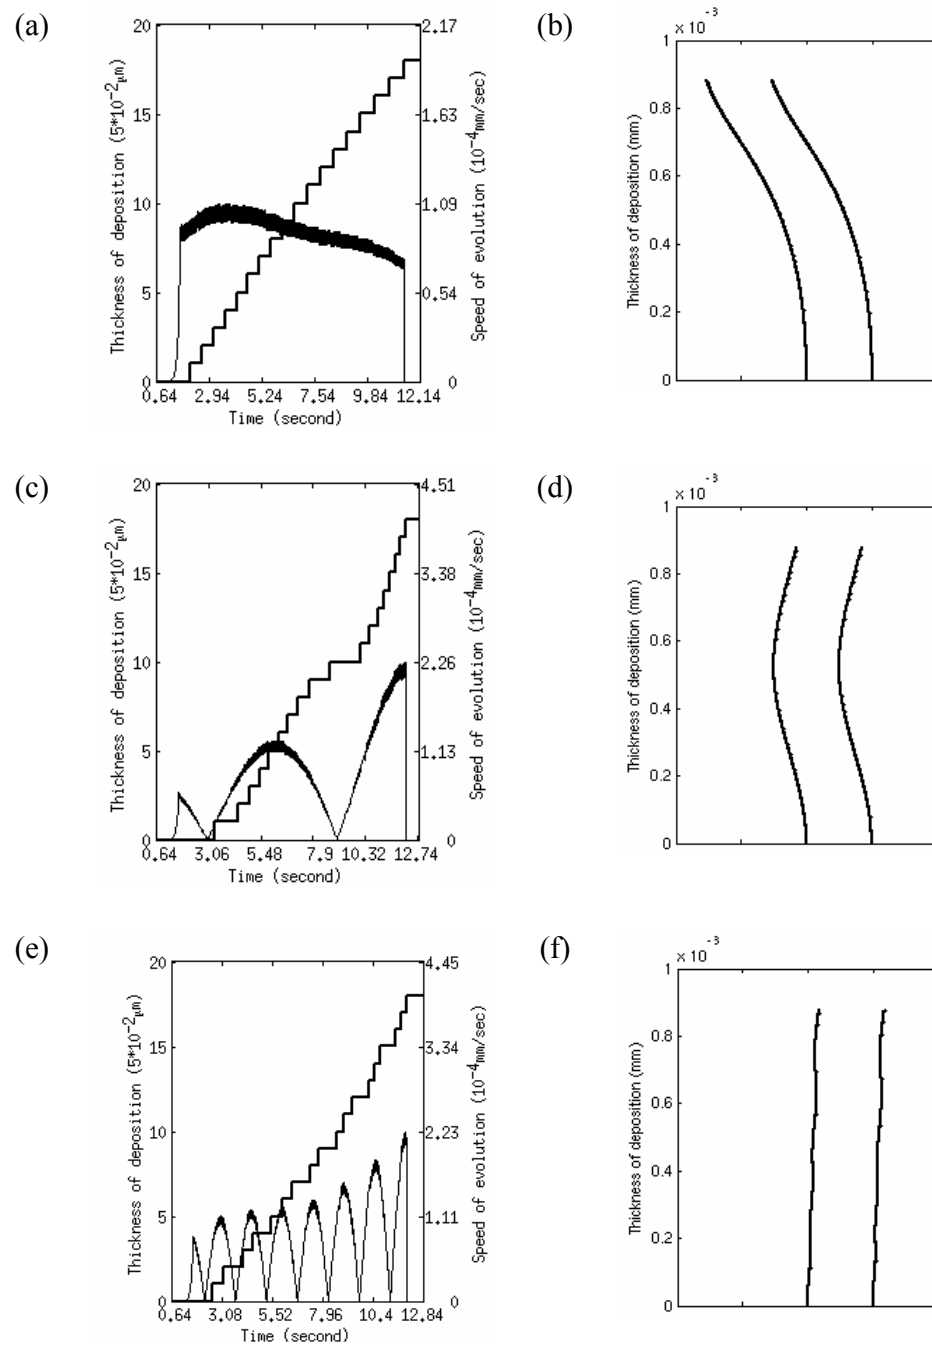 (a)
20
15
10
5
0
Thickness of deposition (5*10⁻²μm)
2.17
1.63
1.09
0.54
0
Speed of evolution (10⁻⁴mm/sec)
0.64 2.94 5.24 7.54 9.84 12.14
Time (second)
(b)
x 10⁻³
1
0.8
0.6
0.4
0.2
0
Thickness of deposition (mm)
(c)
20
15
10
5
0
Thickness of deposition (5*10⁻²μm)
4.51
3.38
2.26
1.13
0
Speed of evolution (10⁻⁴mm/sec)
0.64 3.06 5.48 7.9 10.32 12.74
Time (second)
(d)
x 10⁻³
1
0.8
0.6
0.4
0.2
0
Thickness of deposition (mm)
(e)
20
15
10
5
0
Thickness of deposition (5*10⁻²μm)
4.45
3.34
2.23
1.11
0
Speed of evolution (10⁻⁴mm/sec)
0.64 3.08 5.52 7.96 10.4 12.84
Time (second)
(f)
x 10⁻³
1
0.8
0.6
0.4
0.2
0
Thickness of deposition (mm)